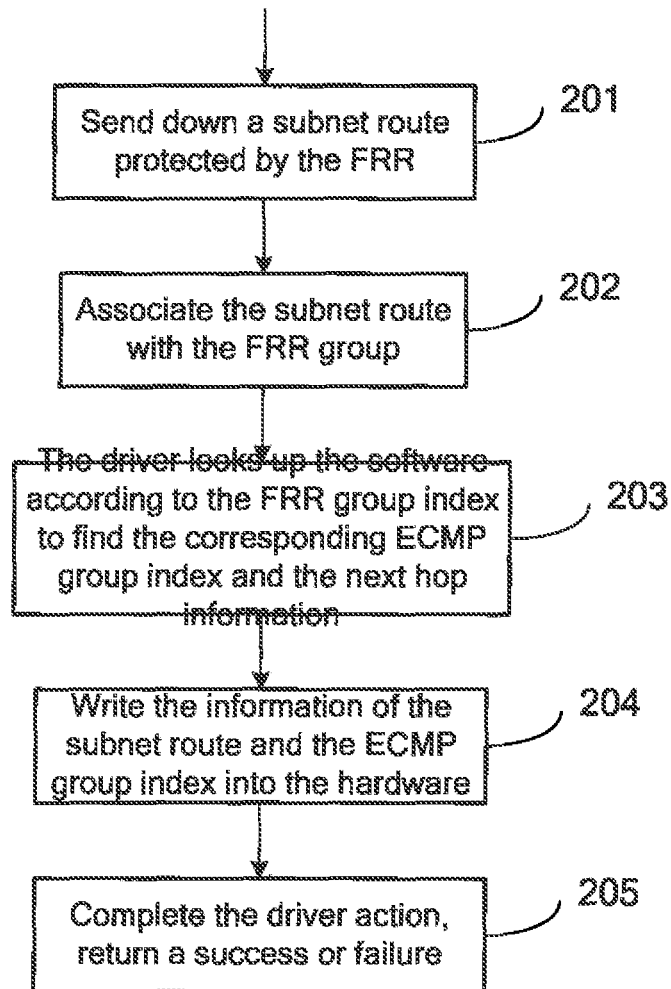 Send down a subnet route
protected by the FRR
201
Associate the subnet route
with the FRR group
202
The driver looks up the software
according to the FRR group index
to find the corresponding ECMP
group index and the next hop
information
203
Write the information of the
subnet route and the ECMP
group index into the hardware
204
Complete the driver action,
return a success or failure
205